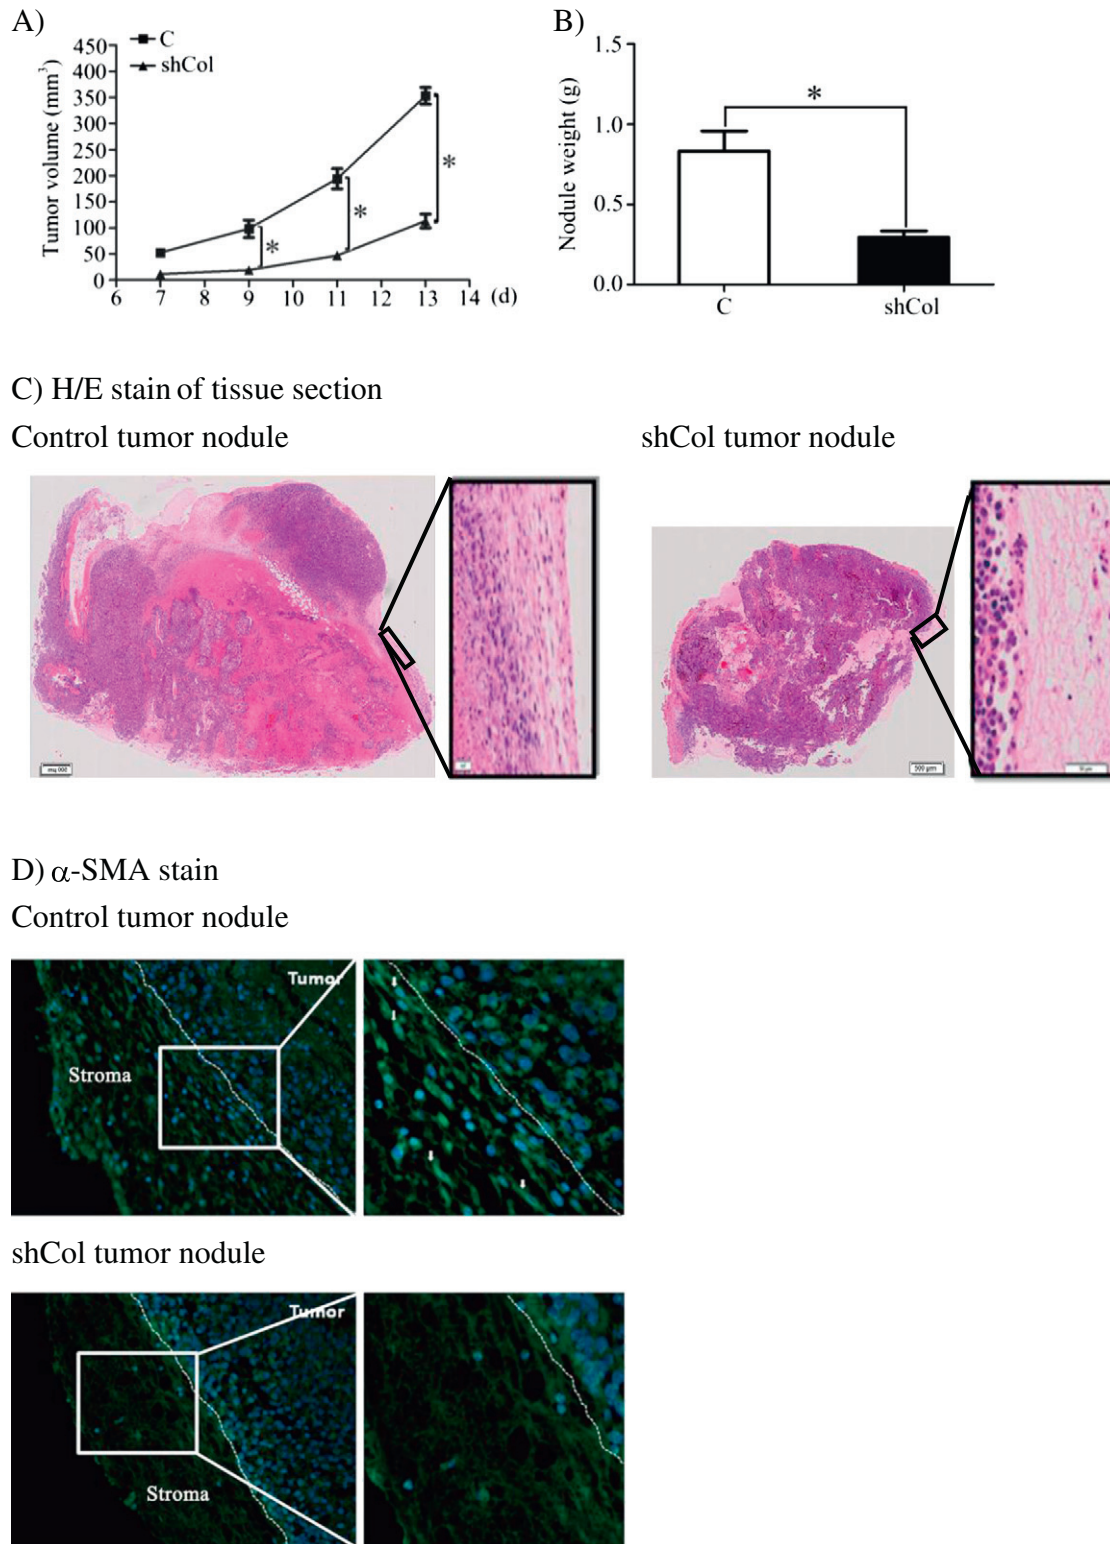 A)
C
shCol
450
400
350
300
250
200
150
100
50
0
Tumor volume (mm³)
*
*
*
6 7 8 9 10 11 12 13 14 (d)
B)
1.5
1.0
0.5
0.0
Nodule weight (g)
*
C shCol
C) H/E stain of tissue section
Control tumor nodule shCol tumor nodule
500 µm
D) α-SMA stain
Control tumor nodule
Tumor
Stroma
shCol tumor nodule
Tumor
Stroma